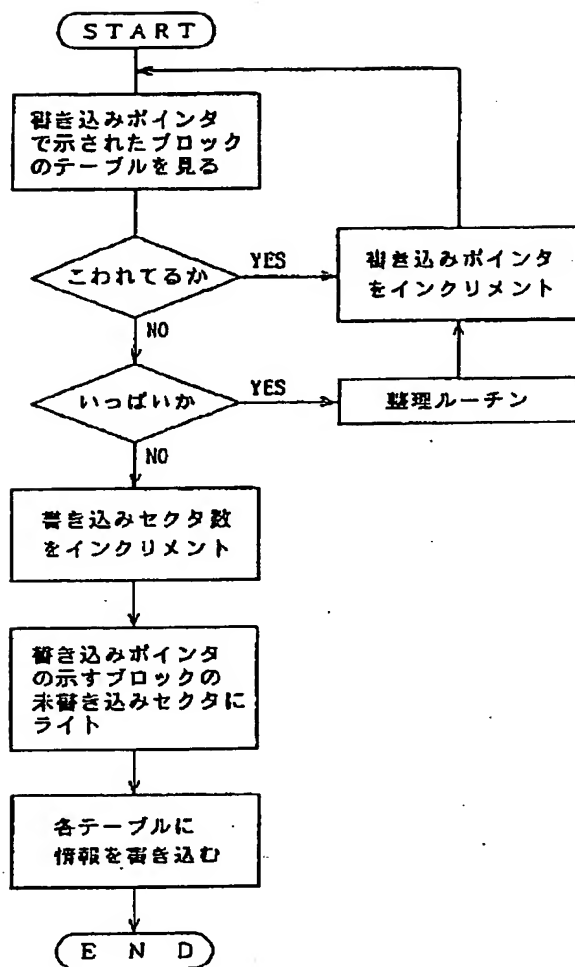 START
書き込みポインタ
で示されたブロック
のテーブルを見る
こわれてるか
YES
書き込みポインタ
をインクリメント
NO
いっぱいか
YES
整理ルーチン
NO
書き込みセクタ数
をインクリメント
書き込みポインタ
の示すブロックの
未書き込みセクタに
ライト
各テーブルに
情報を書き込む
END